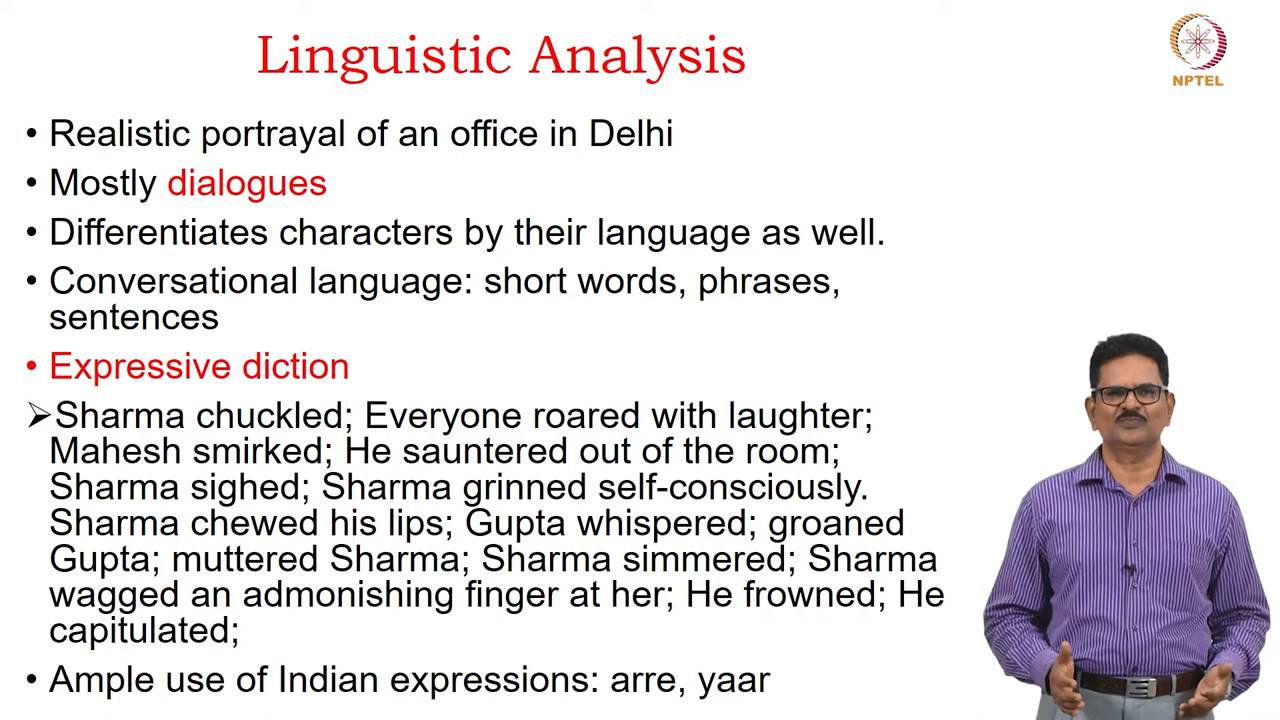 Linguistic Analysis
NPTEL
• Realistic portrayal of an office in Delhi
• Mostly dialogues
• Differentiates characters by their language as well.
• Conversational language: short words, phrases,
sentences
• Expressive diction
➢Sharma chuckled; Everyone roared with laughter;
Mahesh smirked; He sauntered out of the room;
Sharma sighed; Sharma grinned self-consciously.
Sharma chewed his lips; Gupta whispered; groaned
Gupta; muttered Sharma; Sharma simmered; Sharma
wagged an admonishing finger at her; He frowned; He
capitulated;
• Ample use of Indian expressions: arre, yaar